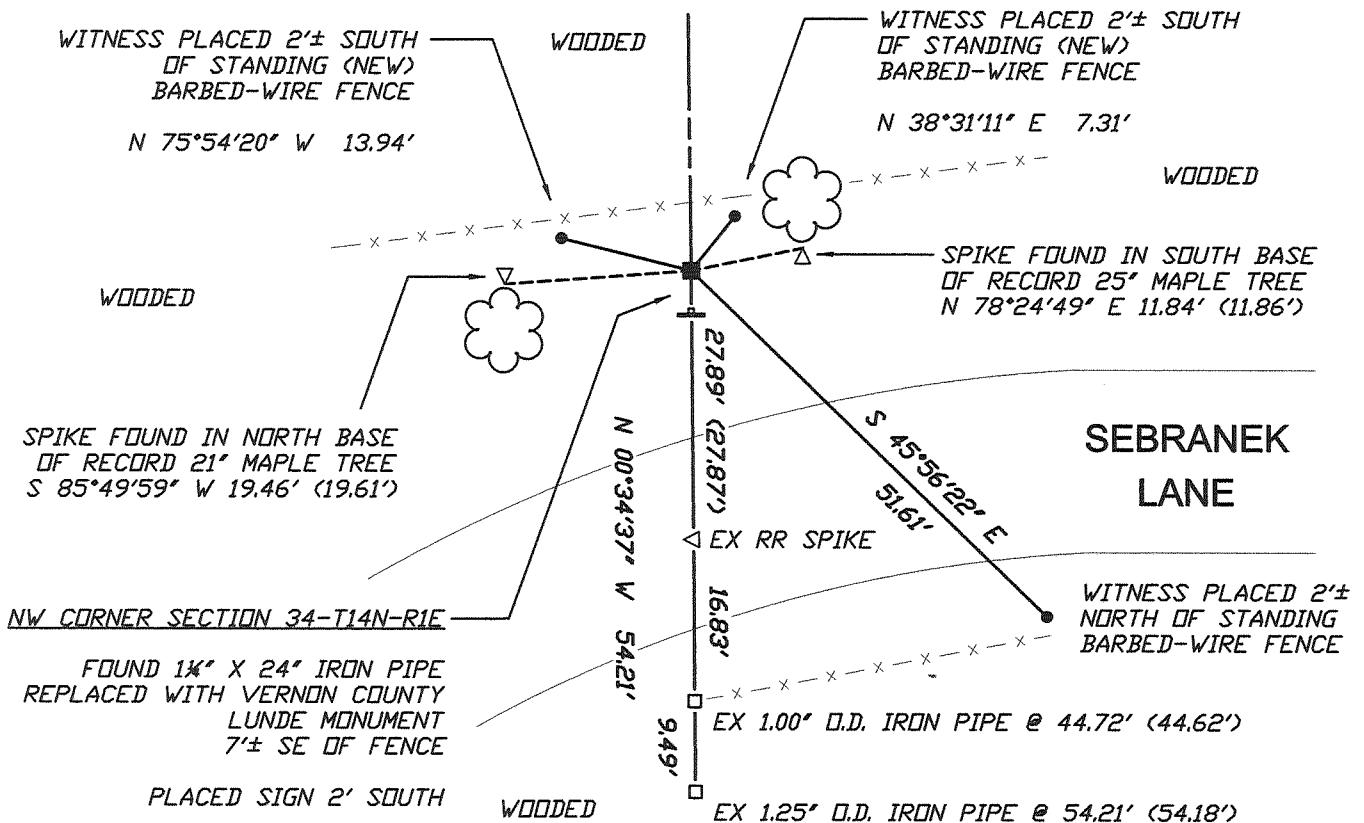 WITNESS PLACED 2'± SOUTH
OF STANDING (NEW)
BARBED-WIRE FENCE
N 75°54'20" W 13.94'
WOODED
WITNESS PLACED 2'± SOUTH
OF STANDING (NEW)
BARBED-WIRE FENCE
N 38°31'11" E 7.31'
WOODED
WOODED
SPIKE FOUND IN SOUTH BASE
OF RECORD 25" MAPLE TREE
N 78°24'49" E 11.84' (11.86')
SPIKE FOUND IN NORTH BASE
OF RECORD 21" MAPLE TREE
S 85°49'59" W 19.46' (19.61')
27.89' (27.87')
N 00°34'37" W 54.21'
S 45°56'22" E
51.61'
SEBRANEK
LANE
EX RR SPIKE
16.83'
NW CORNER SECTION 34-T14N-R1E
FOUND 1¼" X 24" IRON PIPE
REPLACED WITH VERNON COUNTY
LUNDE MONUMENT
7'± SE OF FENCE
PLACED SIGN 2' SOUTH
WITNESS PLACED 2'±
NORTH OF STANDING
BARBED-WIRE FENCE
EX 1.00" O.D. IRON PIPE @ 44.72' (44.62')
9.49'
WOODED
EX 1.25" O.D. IRON PIPE @ 54.21' (54.18')